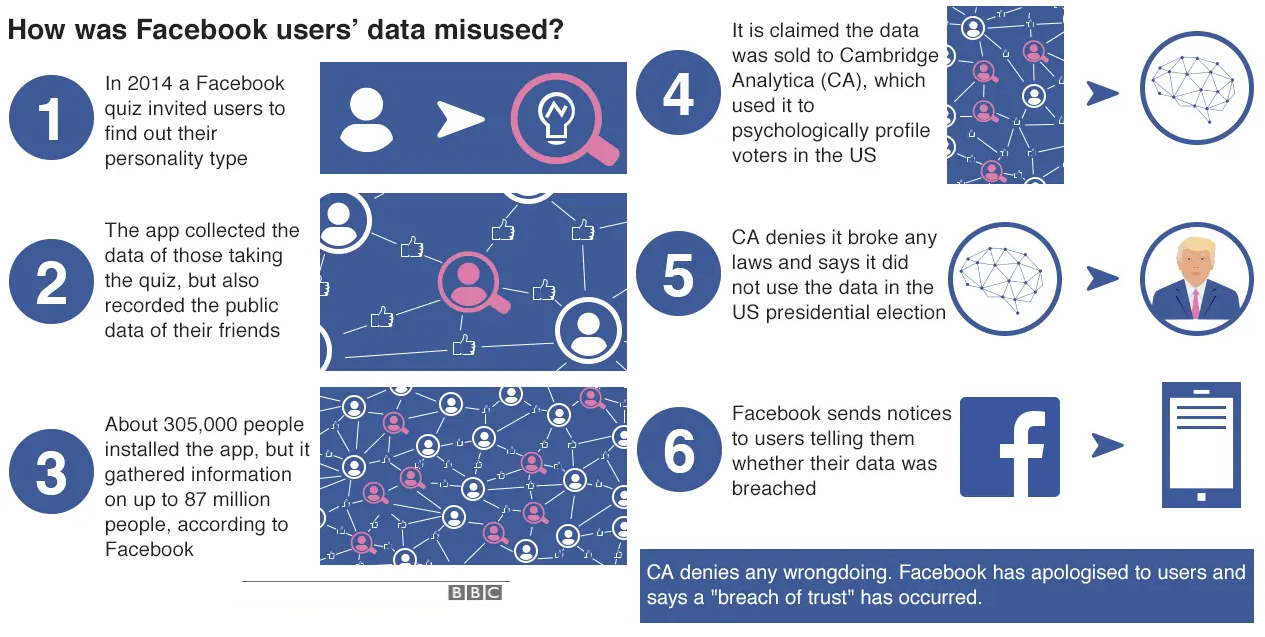 How was Facebook users’ data misused?
1
In 2014 a Facebook
quiz invited users to
find out their
personality type
2
The app collected the
data of those taking
the quiz, but also
recorded the public
data of their friends
3
About 305,000 people
installed the app, but it
gathered information
on up to 87 million
people, according to
Facebook
BBC
4
It is claimed the data
was sold to Cambridge
Analytica (CA), which
used it to
psychologically profile
voters in the US
5
CA denies it broke any
laws and says it did
not use the data in the
US presidential election
6
Facebook sends notices
to users telling them
whether their data was
breached
f
CA denies any wrongdoing. Facebook has apologised to users and
says a "breach of trust" has occurred.